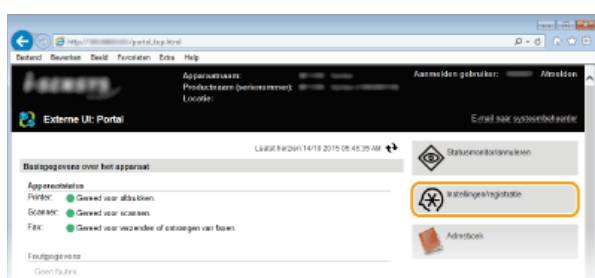 /portal_top.html
Bestand Bewerken Beeld Favorieten Extra Help
Apparaatnaam:
Productnaam (serienummer):
Locatie:
Aanmelden gebruiker: Afmelden
Externe UI: Portal
E-mail naar systeembeheerder
Laatst herzien:14/10 2015 05:45:35 AM
Basisgegevens over het apparaat
Apparaatstatus
Printer: Gereed voor afdrukken.
Scanner: Gereed voor scannen.
Fax: Gereed voor verzenden of ontvangen van faxen.
Foutgegevens
Geen fouten.
Statusmonitor/annuleren
Instellingen/registratie
Adresboek